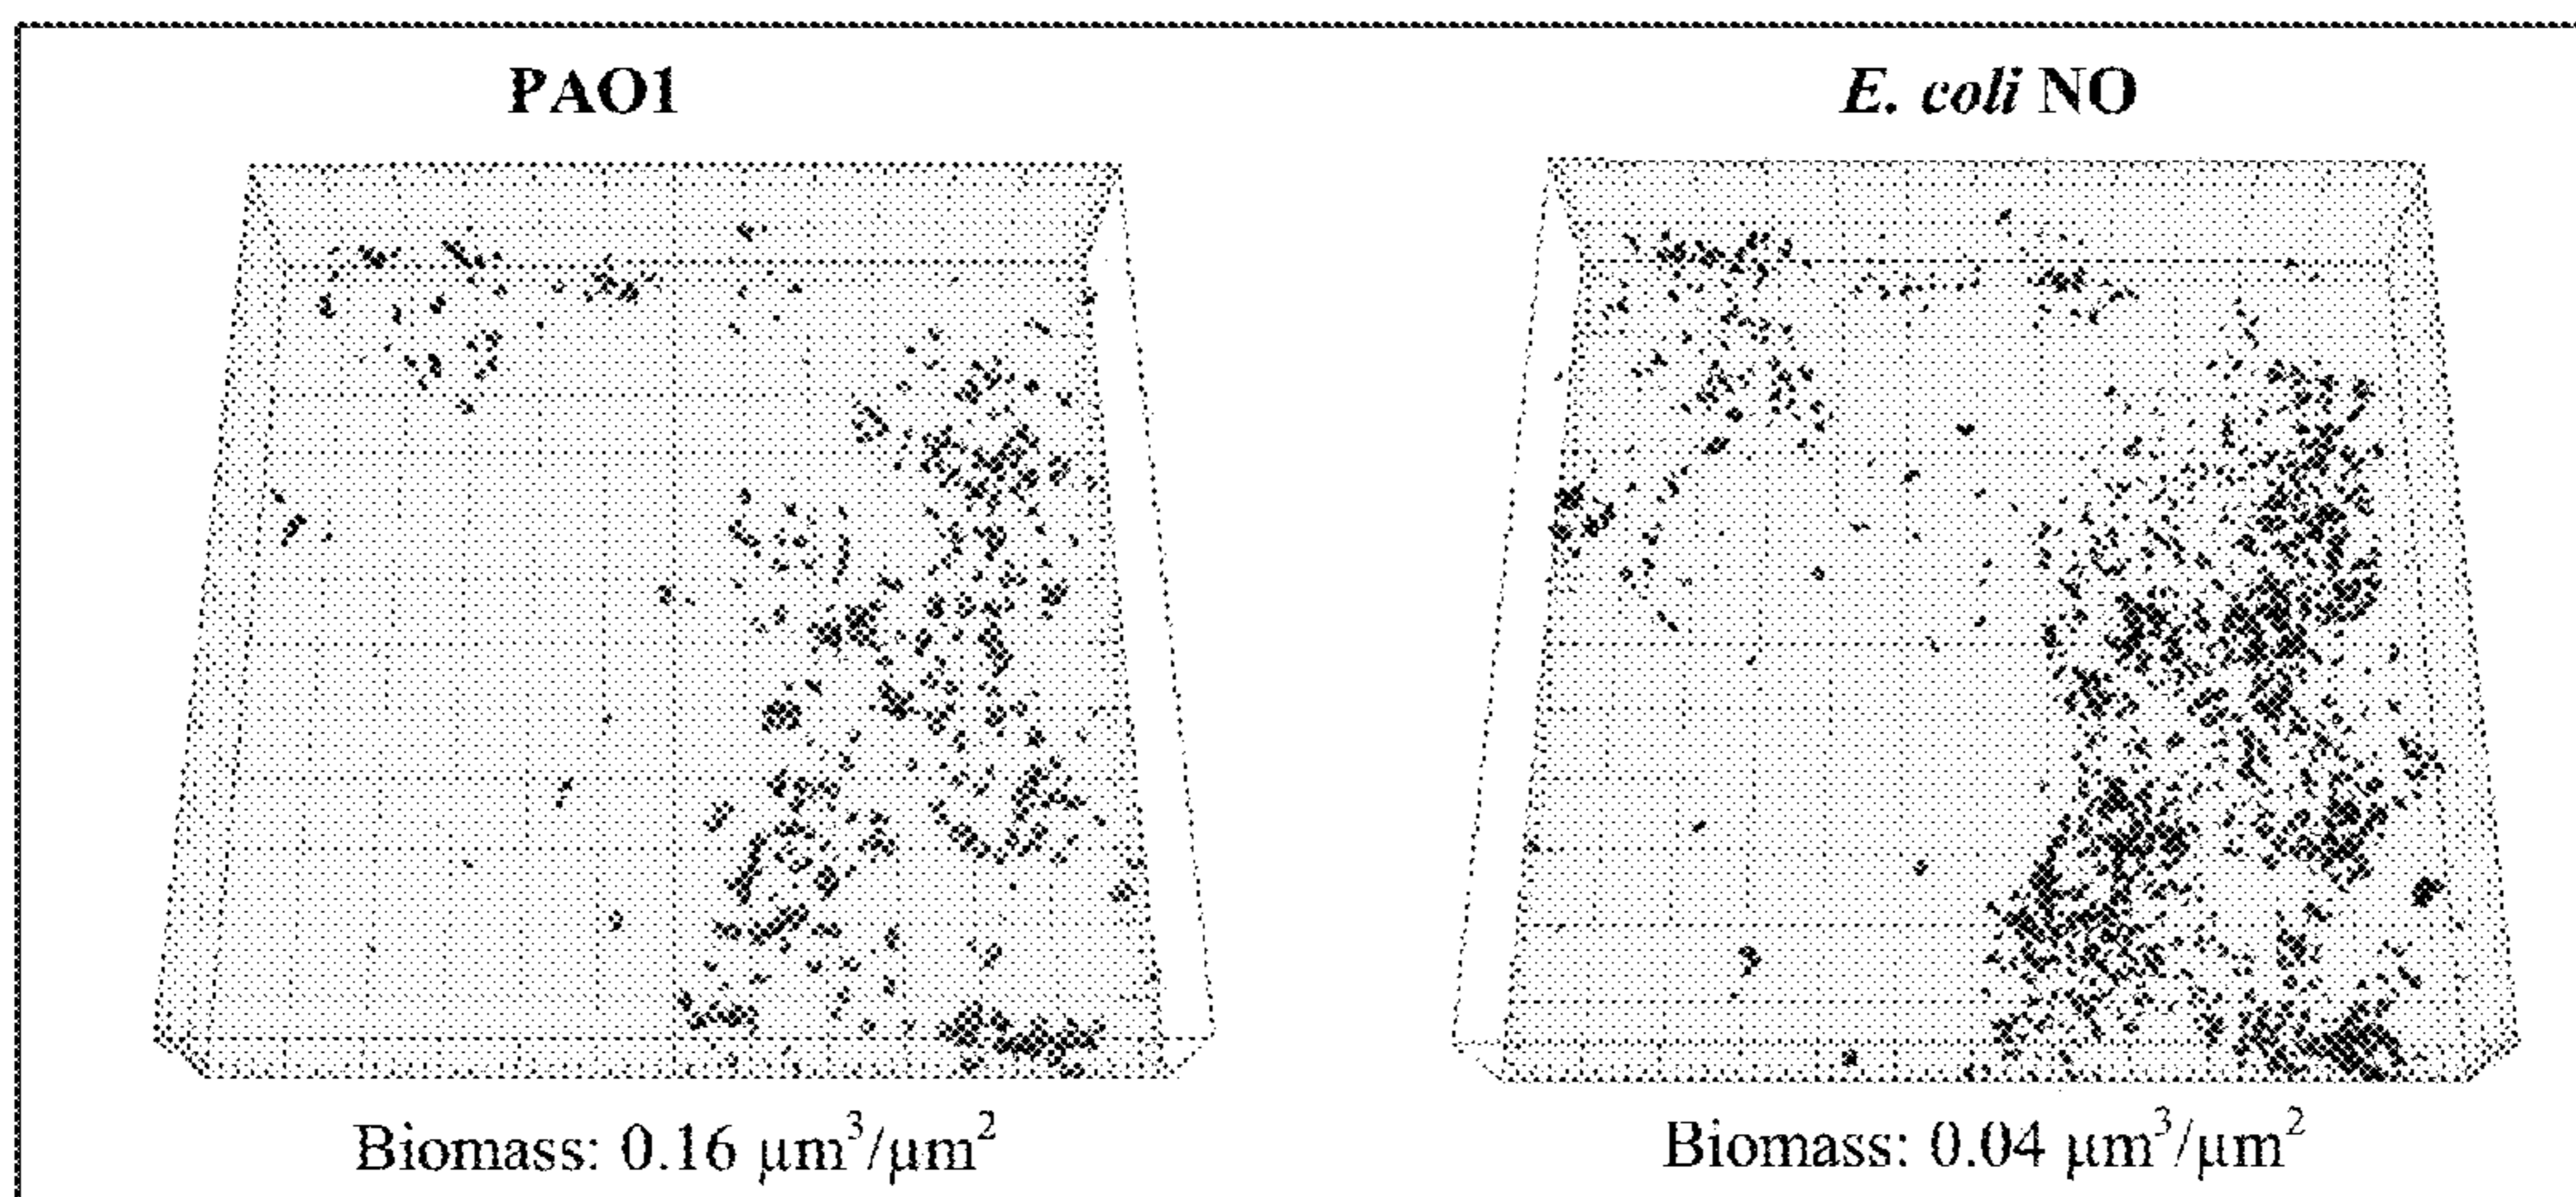 PAO1
E. coli NO
Biomass: 0.16 μm³/μm²
Biomass: 0.04 μm³/μm²